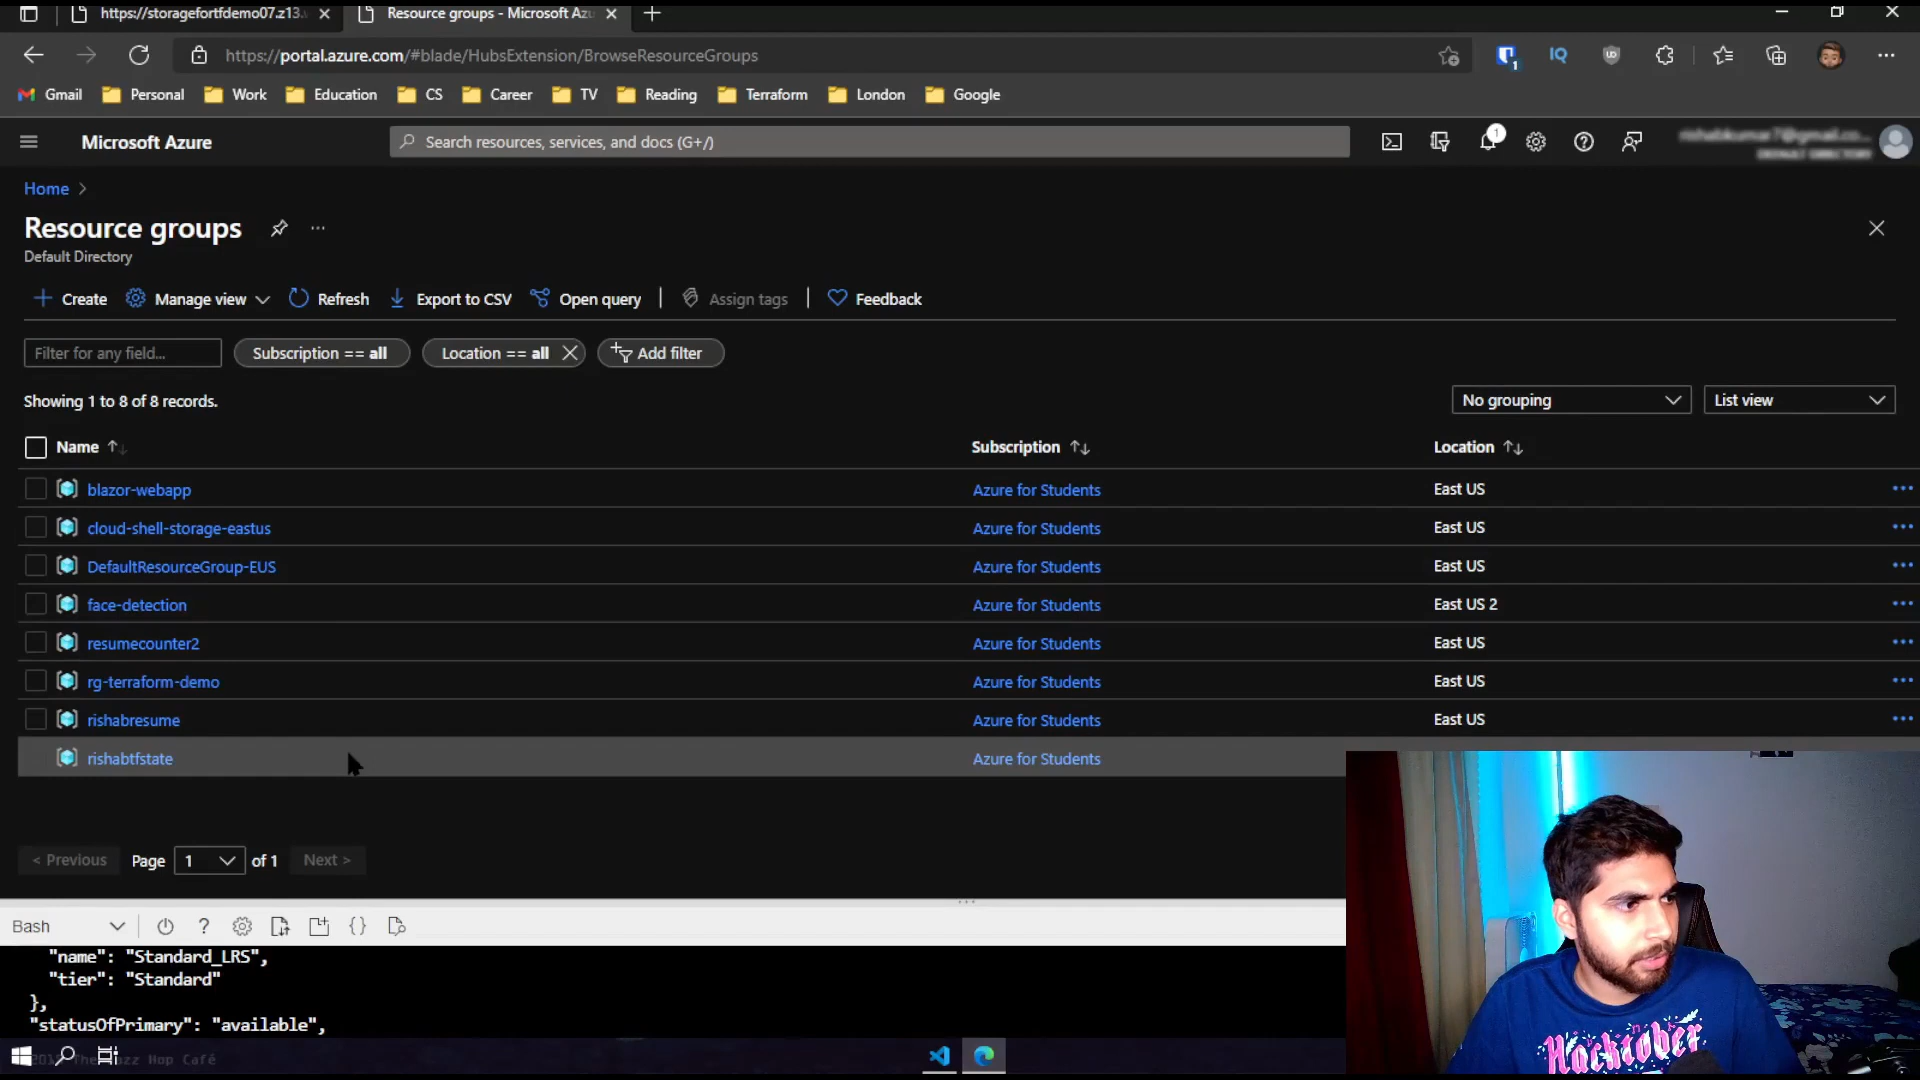 https://storagefortfdemo07.z13.
Resource groups - Microsoft Azu
https://portal.azure.com/#blade/HubsExtension/BrowseResourceGroups
1
IQ
Gmail
Personal
Work
Education
CS
Career
TV
Reading
Terraform
London
Google
Microsoft Azure
Search resources, services, and docs (G+/)
1
Home
Resource groups
Default Directory
Create
Manage view
Refresh
Export to CSV
Open query
Assign tags
Feedback
Filter for any field...
Subscription == all
Location == all
Add filter
Showing 1 to 8 of 8 records.
No grouping
List view
Name
Subscription
Location
blazor-webapp Azure for Students East US
cloud-shell-storage-eastus Azure for Students East US
DefaultResourceGroup-EUS Azure for Students East US
face-detection Azure for Students East US 2
resumecounter2 Azure for Students East US
rg-terraform-demo Azure for Students East US
rishabresume Azure for Students East US
rishabtfstate Azure for Students
< Previous
Page 1 of 1
Next >
Bash
"name": "Standard_LRS",
"tier": "Standard"
},
"statusOfPrimary": "available",
Hop Café
Hacktober